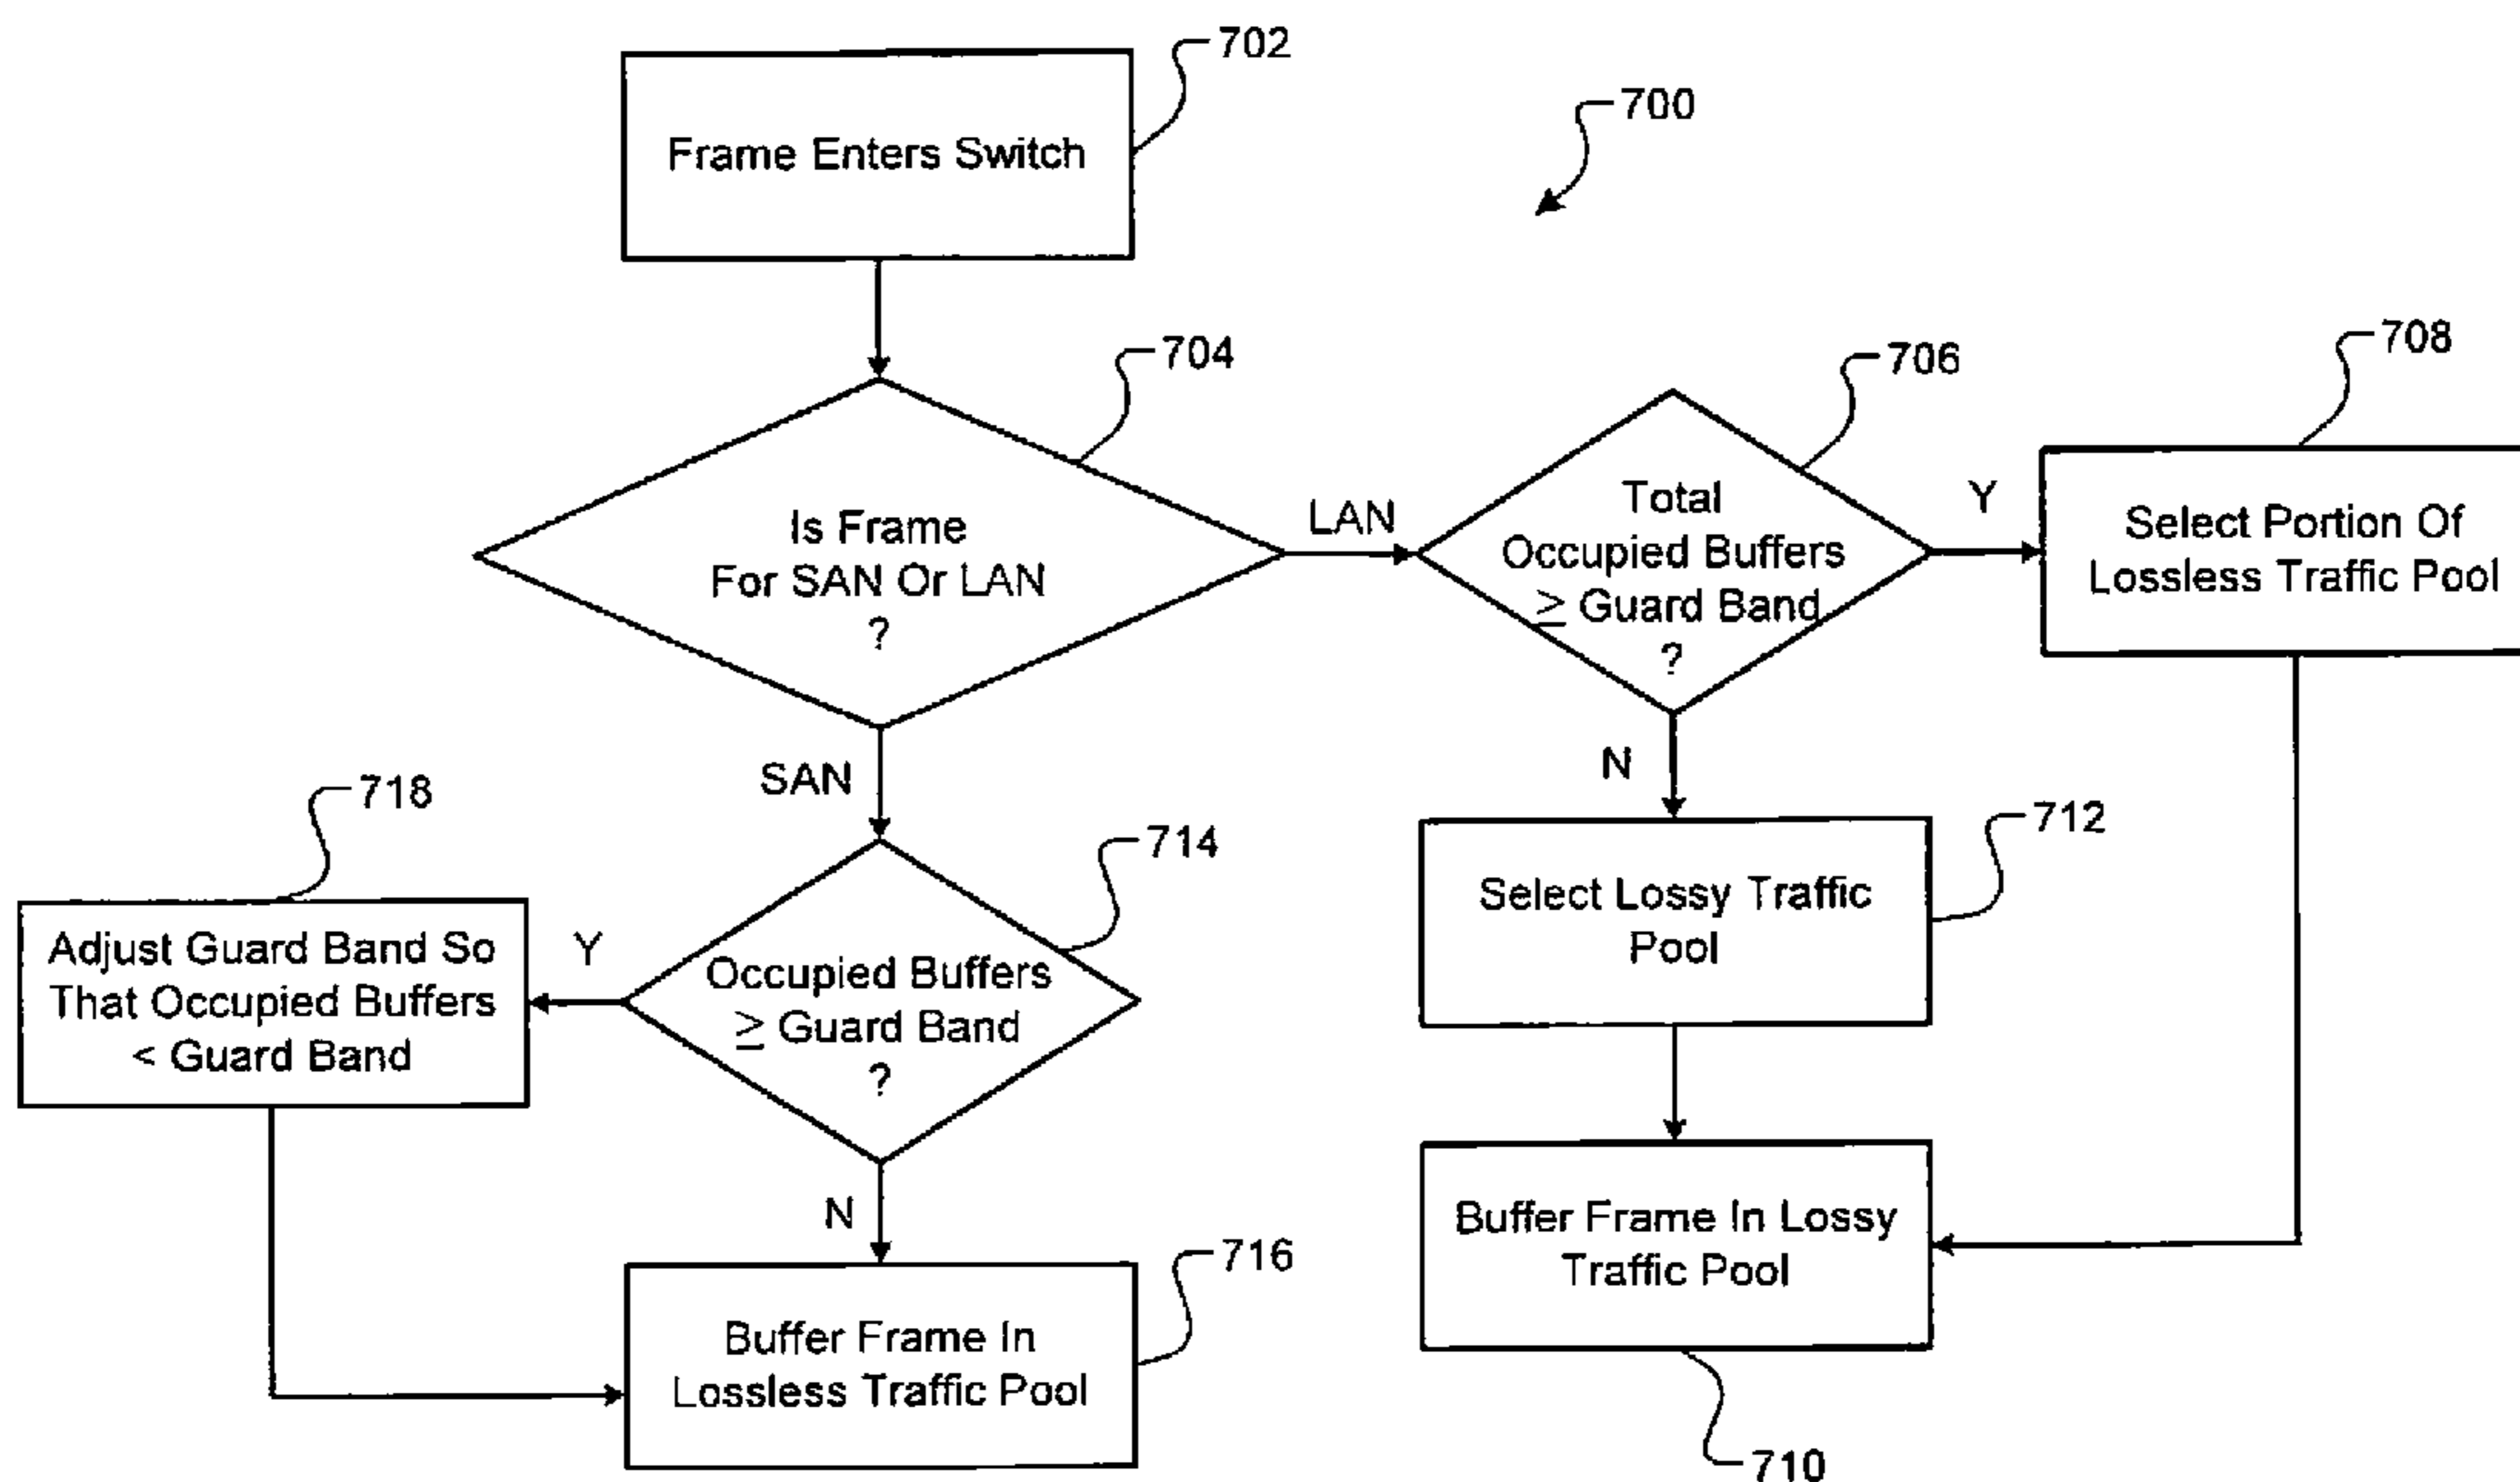 702
Frame Enters Switch
700
704
Is Frame
For SAN Or LAN
?
LAN
706
Total
Occupied Buffers
≥ Guard Band
?
Y
708
Select Portion Of
Lossless Traffic Pool
N
712
Select Lossy Traffic
Pool
Buffer Frame In Lossy
Traffic Pool
710
SAN
714
Occupied Buffers
≥ Guard Band
?
Y
718
Adjust Guard Band So
That Occupied Buffers
< Guard Band
N
716
Buffer Frame In
Lossless Traffic Pool